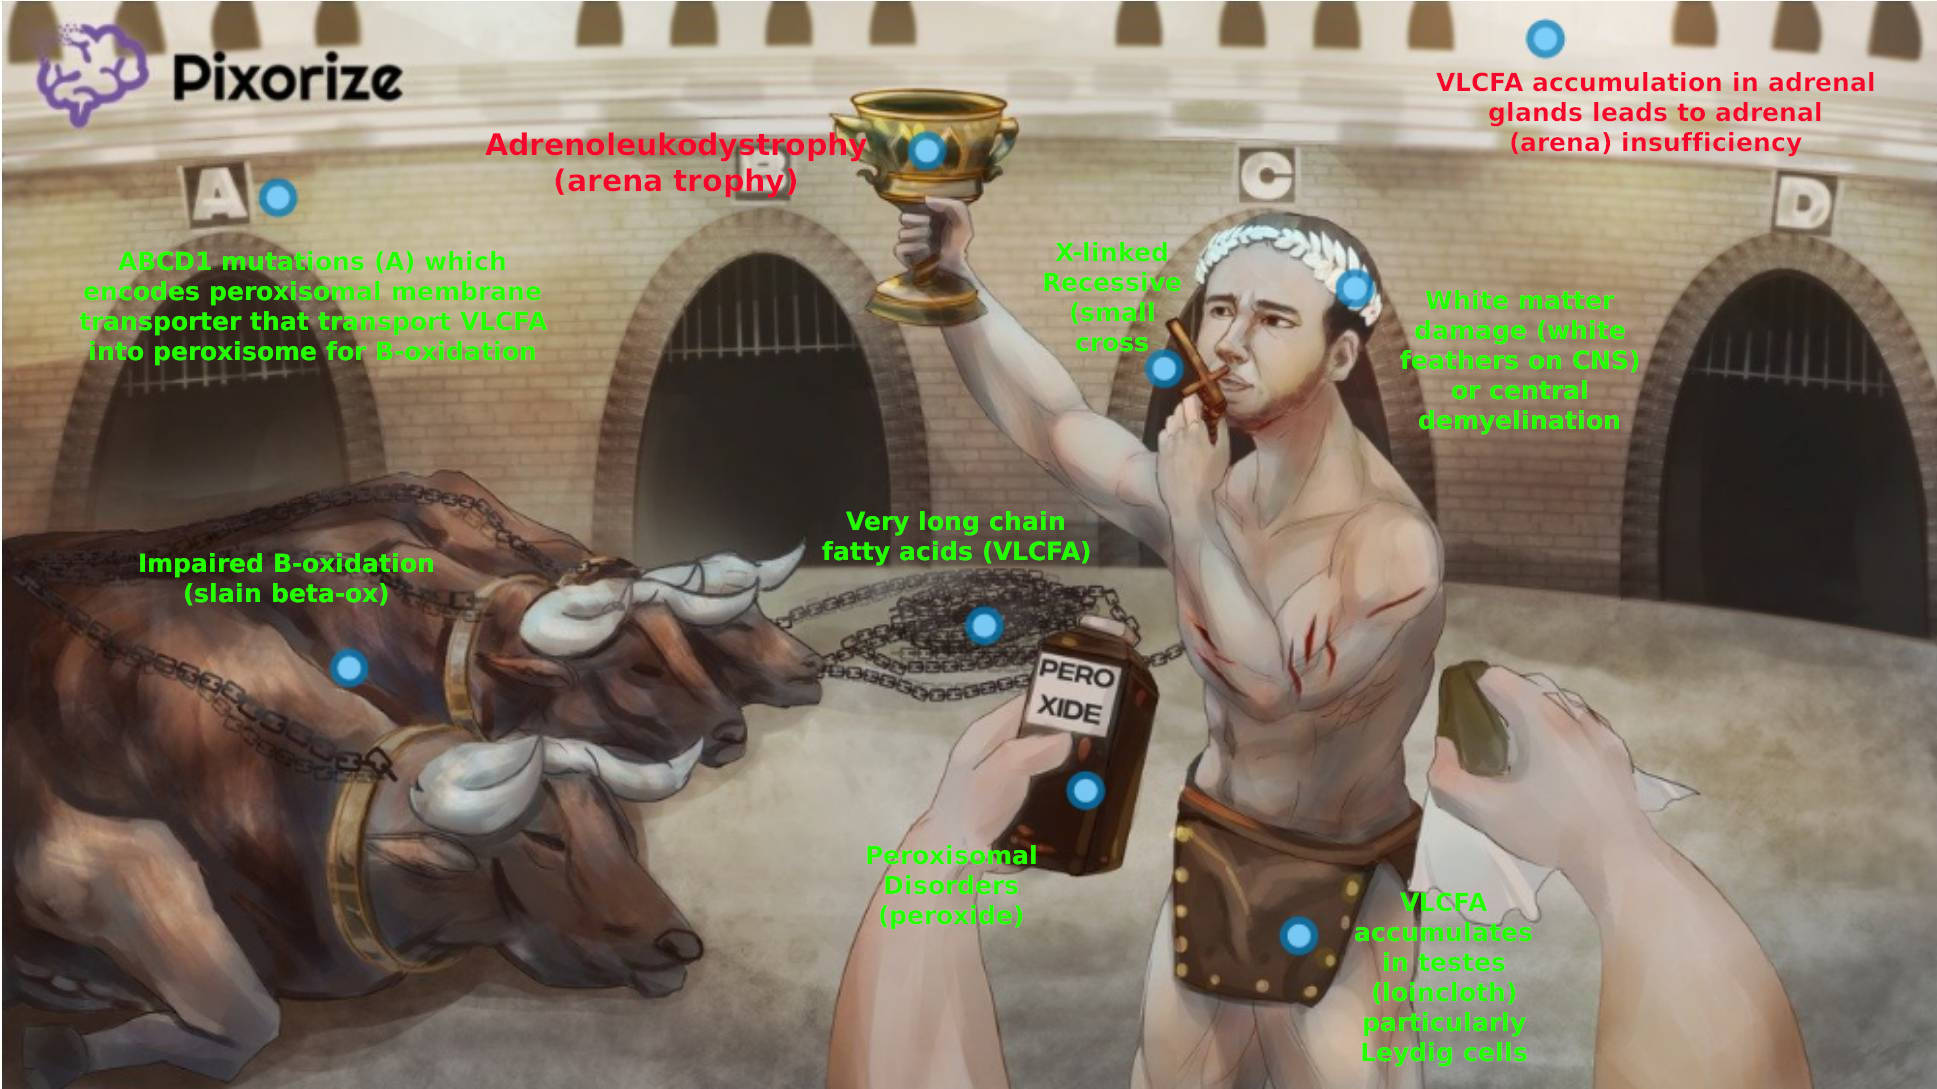 Pixorize
VLCFA accumulation in adrenal
glands leads to adrenal
(arena) insufficiency
Adrenoleukodystrophy
(arena trophy)
A
B
C
D
ABCD1 mutations (A) which
encodes peroxisomal membrane
transporter that transport VLCFA
into peroxisome for B-oxidation
X-linked
Recessive
(small
cross
White matter
damage (white
feathers on CNS)
or central
demyelination
Very long chain
fatty acids (VLCFA)
Impaired B-oxidation
(slain beta-ox)
PERO
XIDE
Peroxisomal
Disorders
(peroxide)
VLCFA
accumulates
in testes
(loincloth)
particularly
Leydig cells